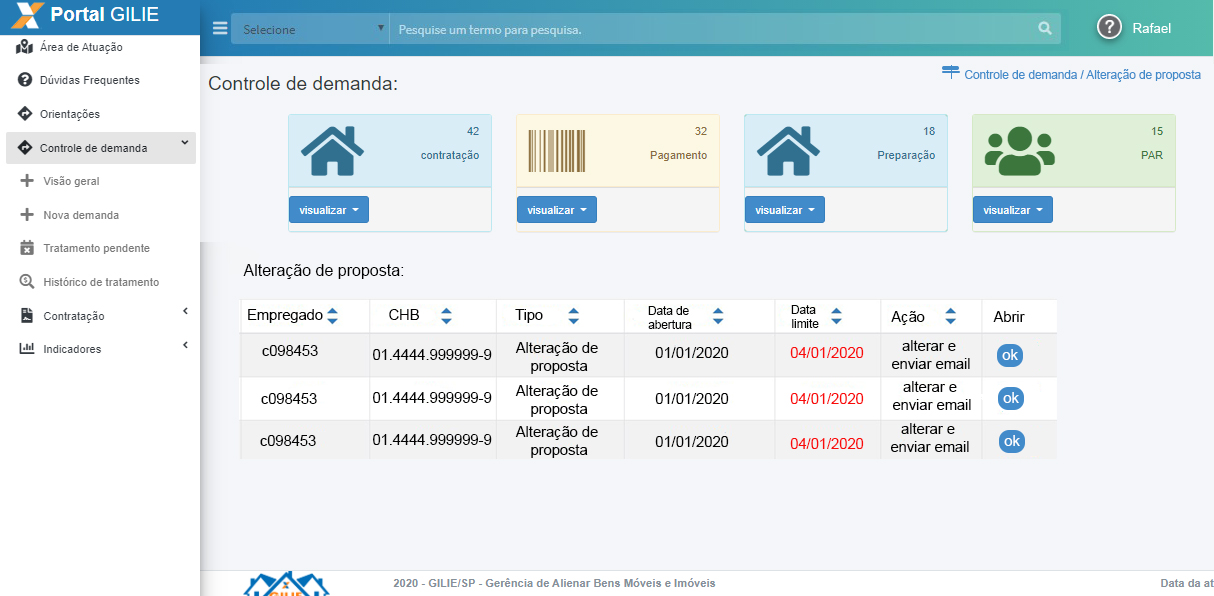 Portal GILIE
Selecione
Pesquise um termo para pesquisa.
Rafael
Área de Atuação
Dúvidas Frequentes
Orientações
Controle de demanda
Visão geral
Nova demanda
Tratamento pendente
Histórico de tratamento
Contratação
Indicadores
Controle de demanda:
Controle de demanda / Alteração de proposta
42
contratação
visualizar
32
Pagamento
visualizar
18
Preparação
visualizar
15
PAR
visualizar
Alteração de proposta:
Empregado CHB Tipo Data de abertura Data limite Ação Abrir
c098453 01.4444.999999-9 Alteração de proposta 01/01/2020 04/01/2020 alterar e enviar email ok
c098453 01.4444.999999-9 Alteração de proposta 01/01/2020 04/01/2020 alterar e enviar email ok
c098453 01.4444.999999-9 Alteração de proposta 01/01/2020 04/01/2020 alterar e enviar email ok
GILIE
2020 - GILIE/SP - Gerência de Alienar Bens Móveis e Imóveis
Data da at